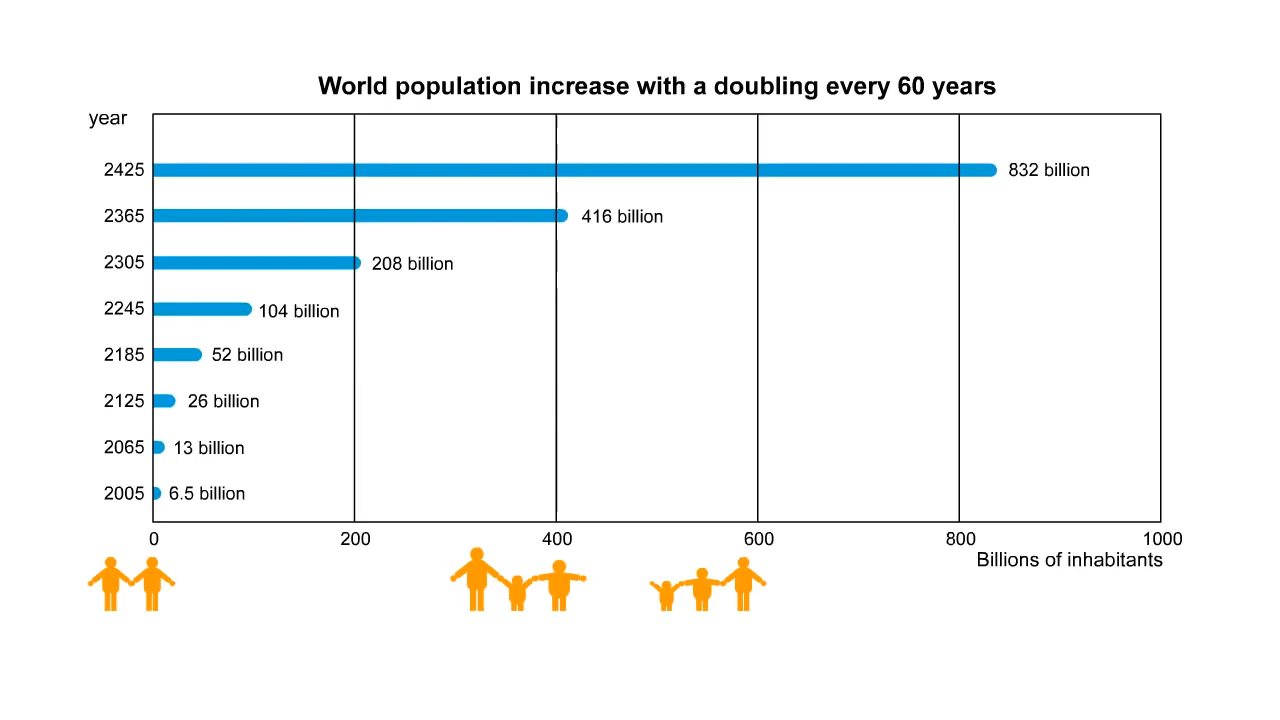 World population increase with a doubling every 60 years
year
2425 832 billion
2365 416 billion
2305 208 billion
2245 104 billion
2185 52 billion
2125 26 billion
2065 13 billion
2005 6.5 billion
0 200 400 600 800 1000
Billions of inhabitants